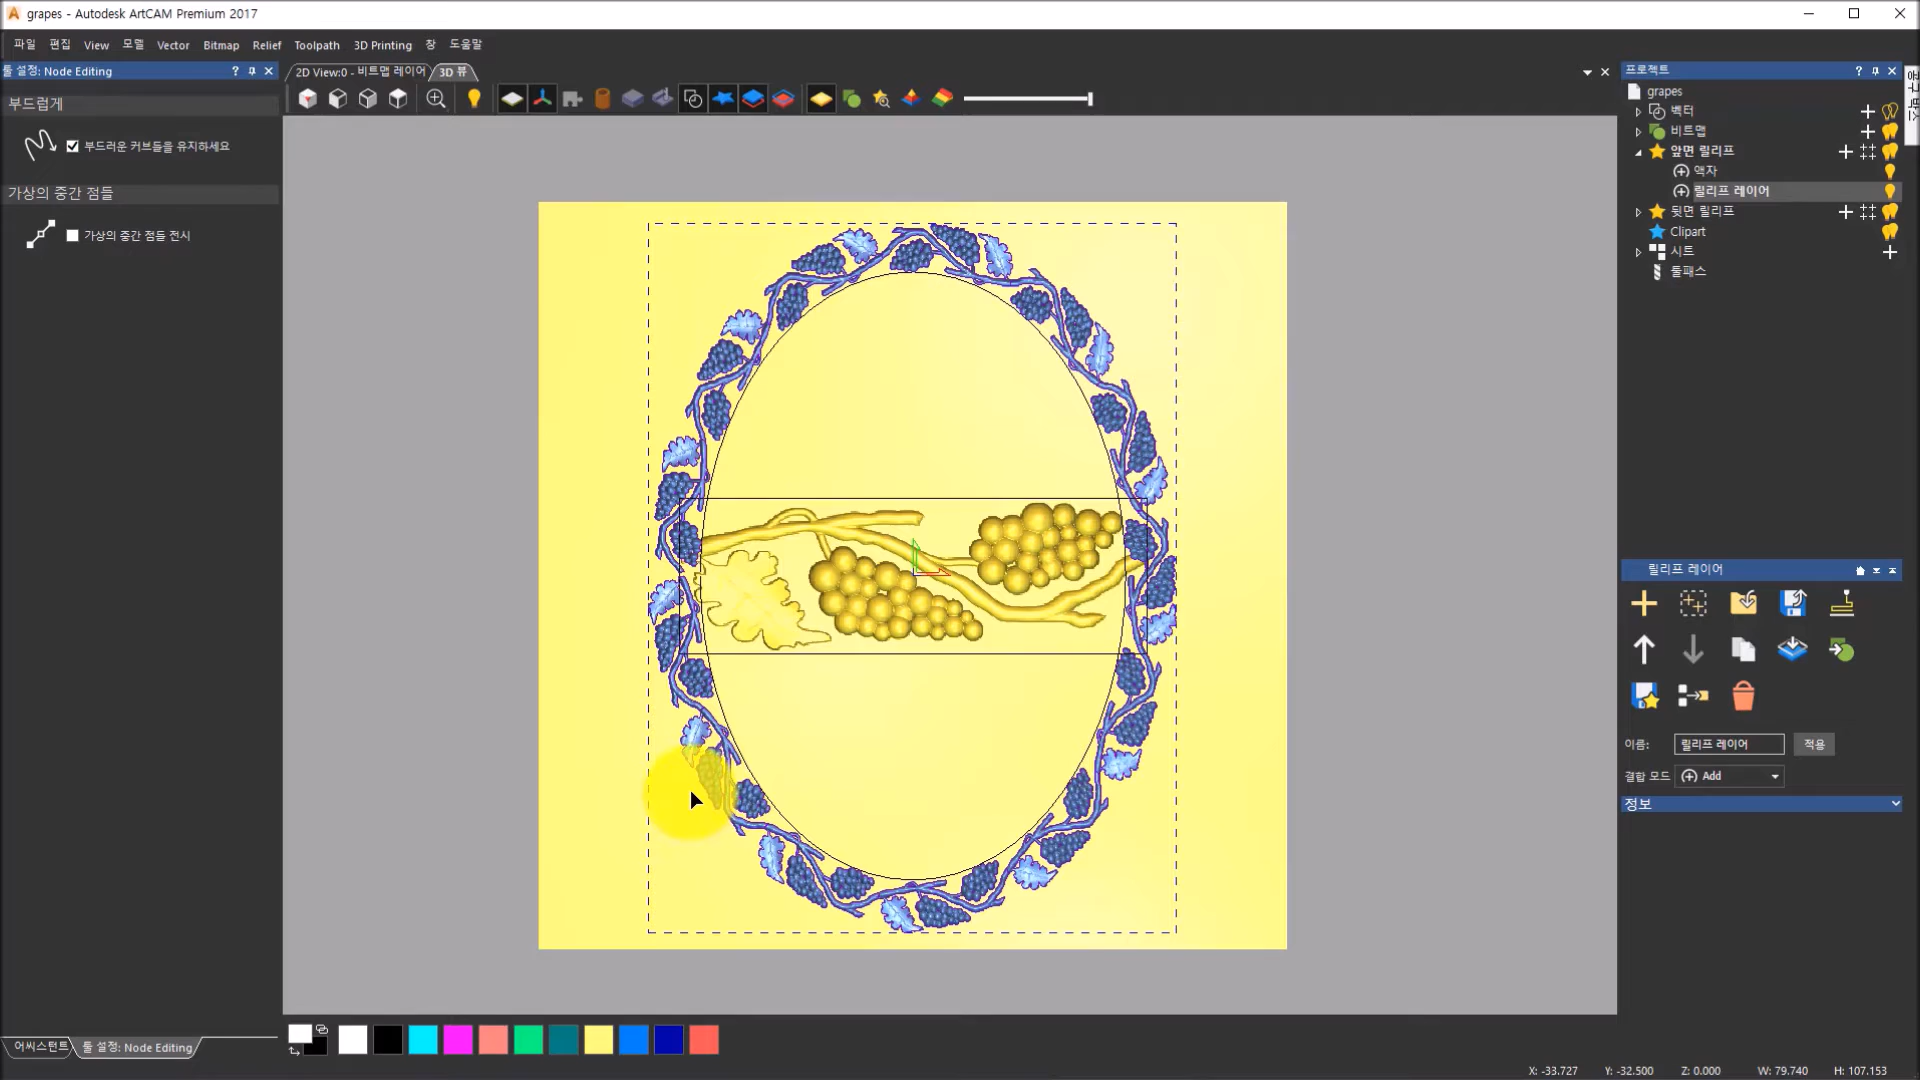 grapes - Autodesk ArtCAM Premium 2017
파일 편집 View 모델 Vector Bitmap Relief Toolpath 3D Printing 창 도움말
툴 설정: Node Editing
2D View:0 - 비트맵 레이어
3D 뷰
부드럽게
부드러운 커브들을 유지하세요
가상의 중간 점들
가상의 중간 점들 전시
프로젝트
grapes
벡터
비트맵
앞면 릴리프
액자
릴리프 레이어
뒷면 릴리프
Clipart
시트
툴패스
릴리프 레이어
이름: 릴리프 레이어 적용
결합 모드 Add
정보
어씨스턴트 툴 설정: Node Editing
X: -33.727 Y: -32.500 Z: 0.000 W: 79.740 H: 107.153